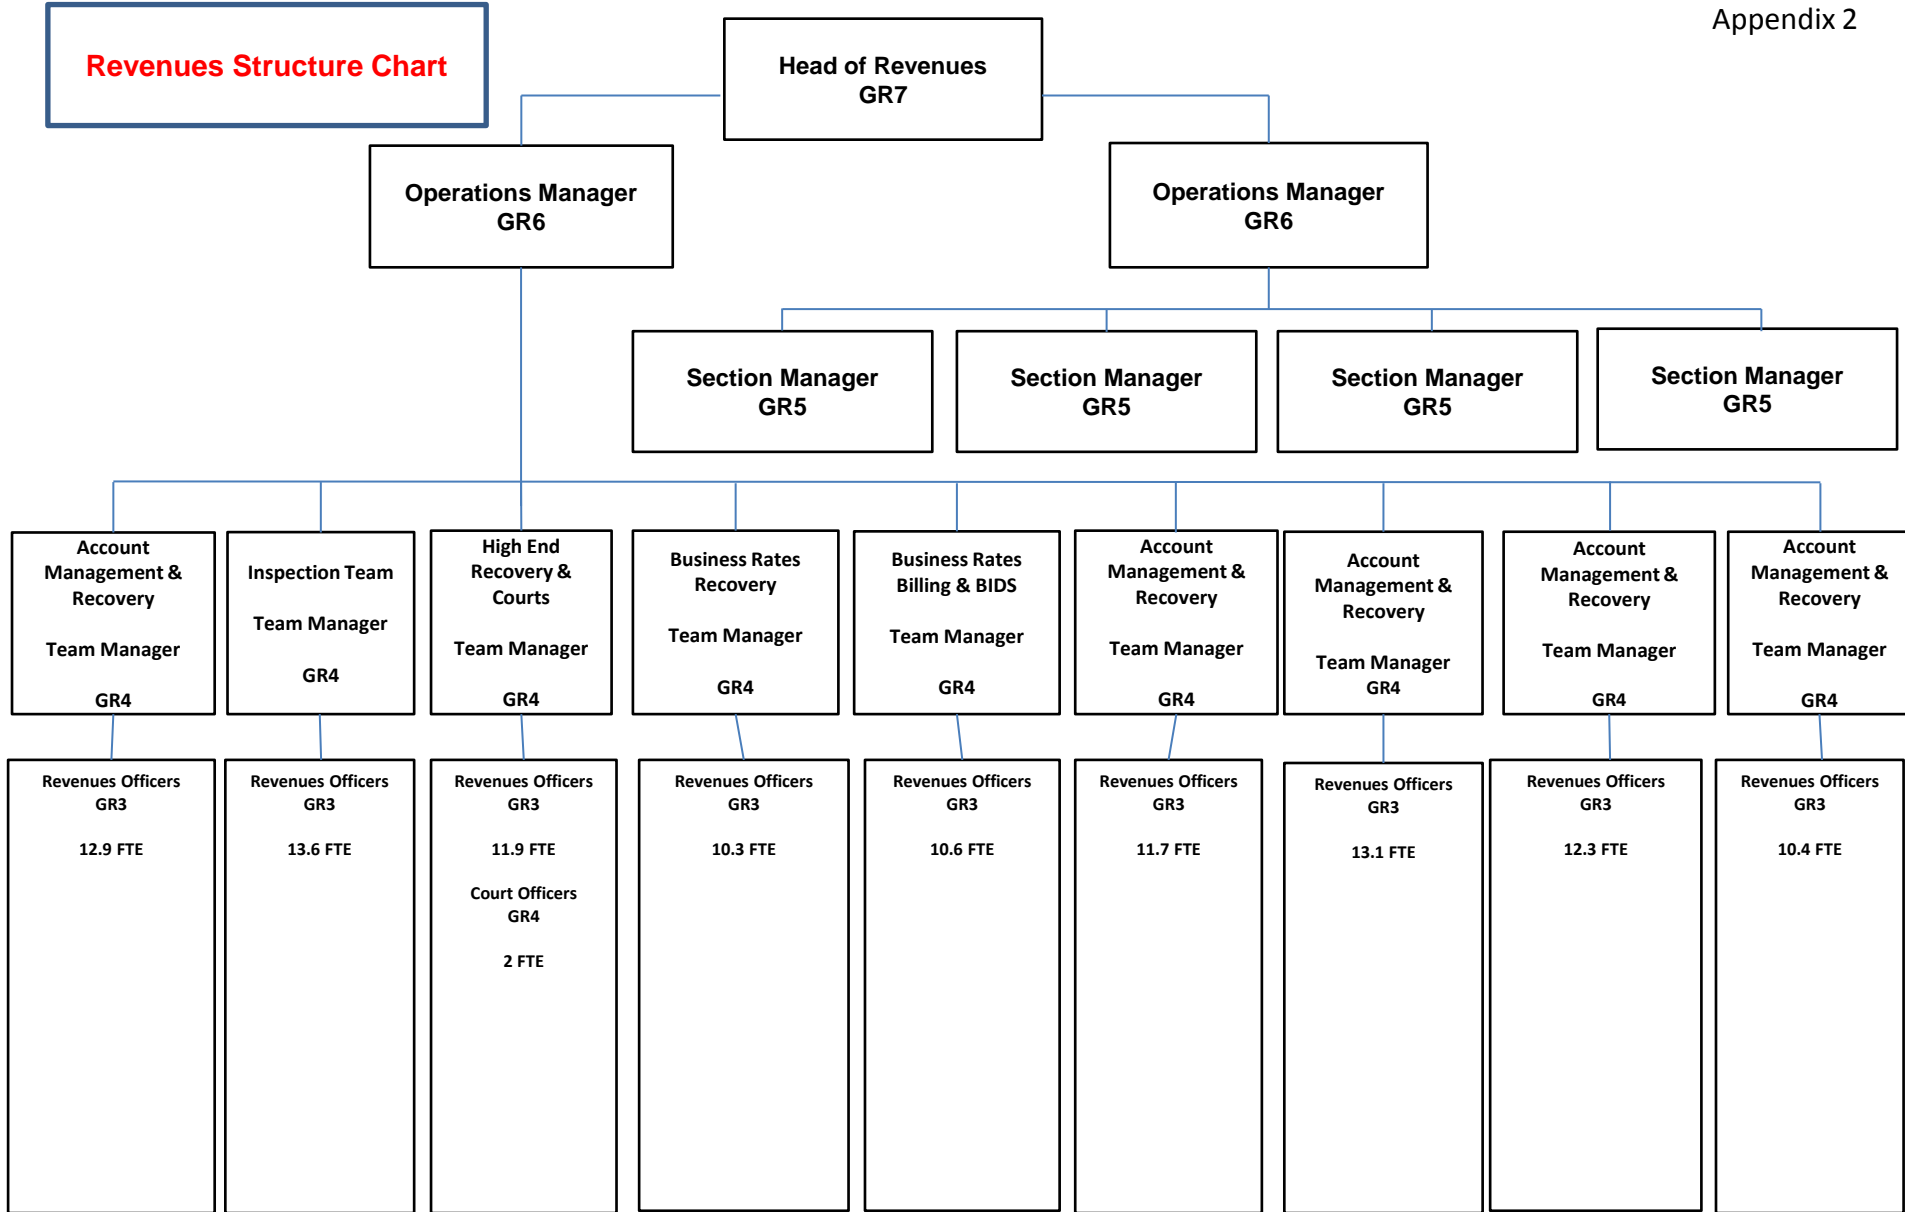 Appendix 2
Revenues Structure Chart
Head of Revenues
GR7
Operations Manager
GR6
Operations Manager
GR6
Section Manager
GR5
Section Manager
GR5
Section Manager
GR5
Section Manager
GR5
Account
Management &
Recovery
Team Manager
GR4
Inspection Team
Team Manager
GR4
High End
Recovery &
Courts
Team Manager
GR4
Business Rates
Recovery
Team Manager
GR4
Business Rates
Billing & BIDS
Team Manager
GR4
Account
Management &
Recovery
Team Manager
GR4
Account
Management &
Recovery
Team Manager
GR4
Account
Management &
Recovery
Team Manager
GR4
Account
Management &
Recovery
Team Manager
GR4
Revenues Officers
GR3
12.9 FTE
Revenues Officers
GR3
13.6 FTE
Revenues Officers
GR3
11.9 FTE
Court Officers
GR4
2 FTE
Revenues Officers
GR3
10.3 FTE
Revenues Officers
GR3
10.6 FTE
Revenues Officers
GR3
11.7 FTE
Revenues Officers
GR3
13.1 FTE
Revenues Officers
GR3
12.3 FTE
Revenues Officers
GR3
10.4 FTE